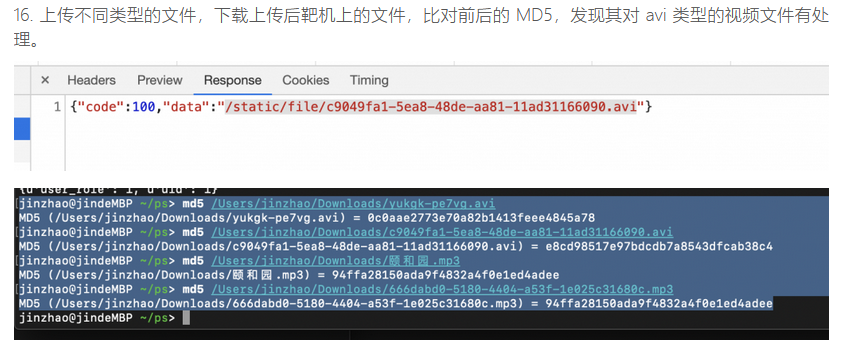 16. 上传不同类型的文件，下载上传后靶机上的文件，比对前后的 MD5，发现其对 avi 类型的视频文件有处
理。
× Headers Preview Response Cookies Timing
1 {"code":100,"data":"/static/file/c9049fa1-5ea8-48de-aa81-11ad31166090.avi"}
{u'user_role': 1, u'uid': 1}
[jinzhao@jindeMBP ~/ps> md5 /Users/jinzhao/Downloads/yukgk-pe7vg.avi
MD5 (/Users/jinzhao/Downloads/yukgk-pe7vg.avi) = 0c0aae2773e70a82b1413feee4845a78
[jinzhao@jindeMBP ~/ps> md5 /Users/jinzhao/Downloads/c9049fa1-5ea8-48de-aa81-11ad31166090.avi
MD5 (/Users/jinzhao/Downloads/c9049fa1-5ea8-48de-aa81-11ad31166090.avi) = e8cd98517e97bdcdb7a8543dfcab38c4
[jinzhao@jindeMBP ~/ps> md5 /Users/jinzhao/Downloads/颐和园.mp3
MD5 (/Users/jinzhao/Downloads/颐和园.mp3) = 94ffa28150ada9f4832a4f0e1ed4adee
[jinzhao@jindeMBP ~/ps> md5 /Users/jinzhao/Downloads/666dabd0-5180-4404-a53f-1e025c31680c.mp3
MD5 (/Users/jinzhao/Downloads/666dabd0-5180-4404-a53f-1e025c31680c.mp3) = 94ffa28150ada9f4832a4f0e1ed4adee
jinzhao@jindeMBP ~/ps>